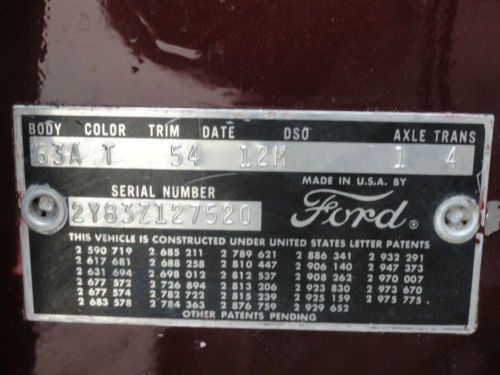 BODY COLOR TRIM DATE DSO AXLE TRANS
63A T 54 12M 1 4
SERIAL NUMBER
2Y83Z127520
MADE IN U.S.A. BY
Ford®
THIS VEHICLE IS CONSTRUCTED UNDER UNITED STATES LETTER PATENTS
2 590 719 2 685 211 2 789 621 2 886 341 2 932 291
2 617 681 2 688 258 2 810 447 2 906 140 2 947 373
2 631 694 2 698 012 2 812 537 2 908 262 2 970 007
2 677 572 2 726 894 2 813 206 2 923 830 2 973 670
2 677 574 2 782 722 2 815 239 2 925 159 2 975 775
2 683 578 2 784 363 2 876 759 2 929 652
OTHER PATENTS PENDING